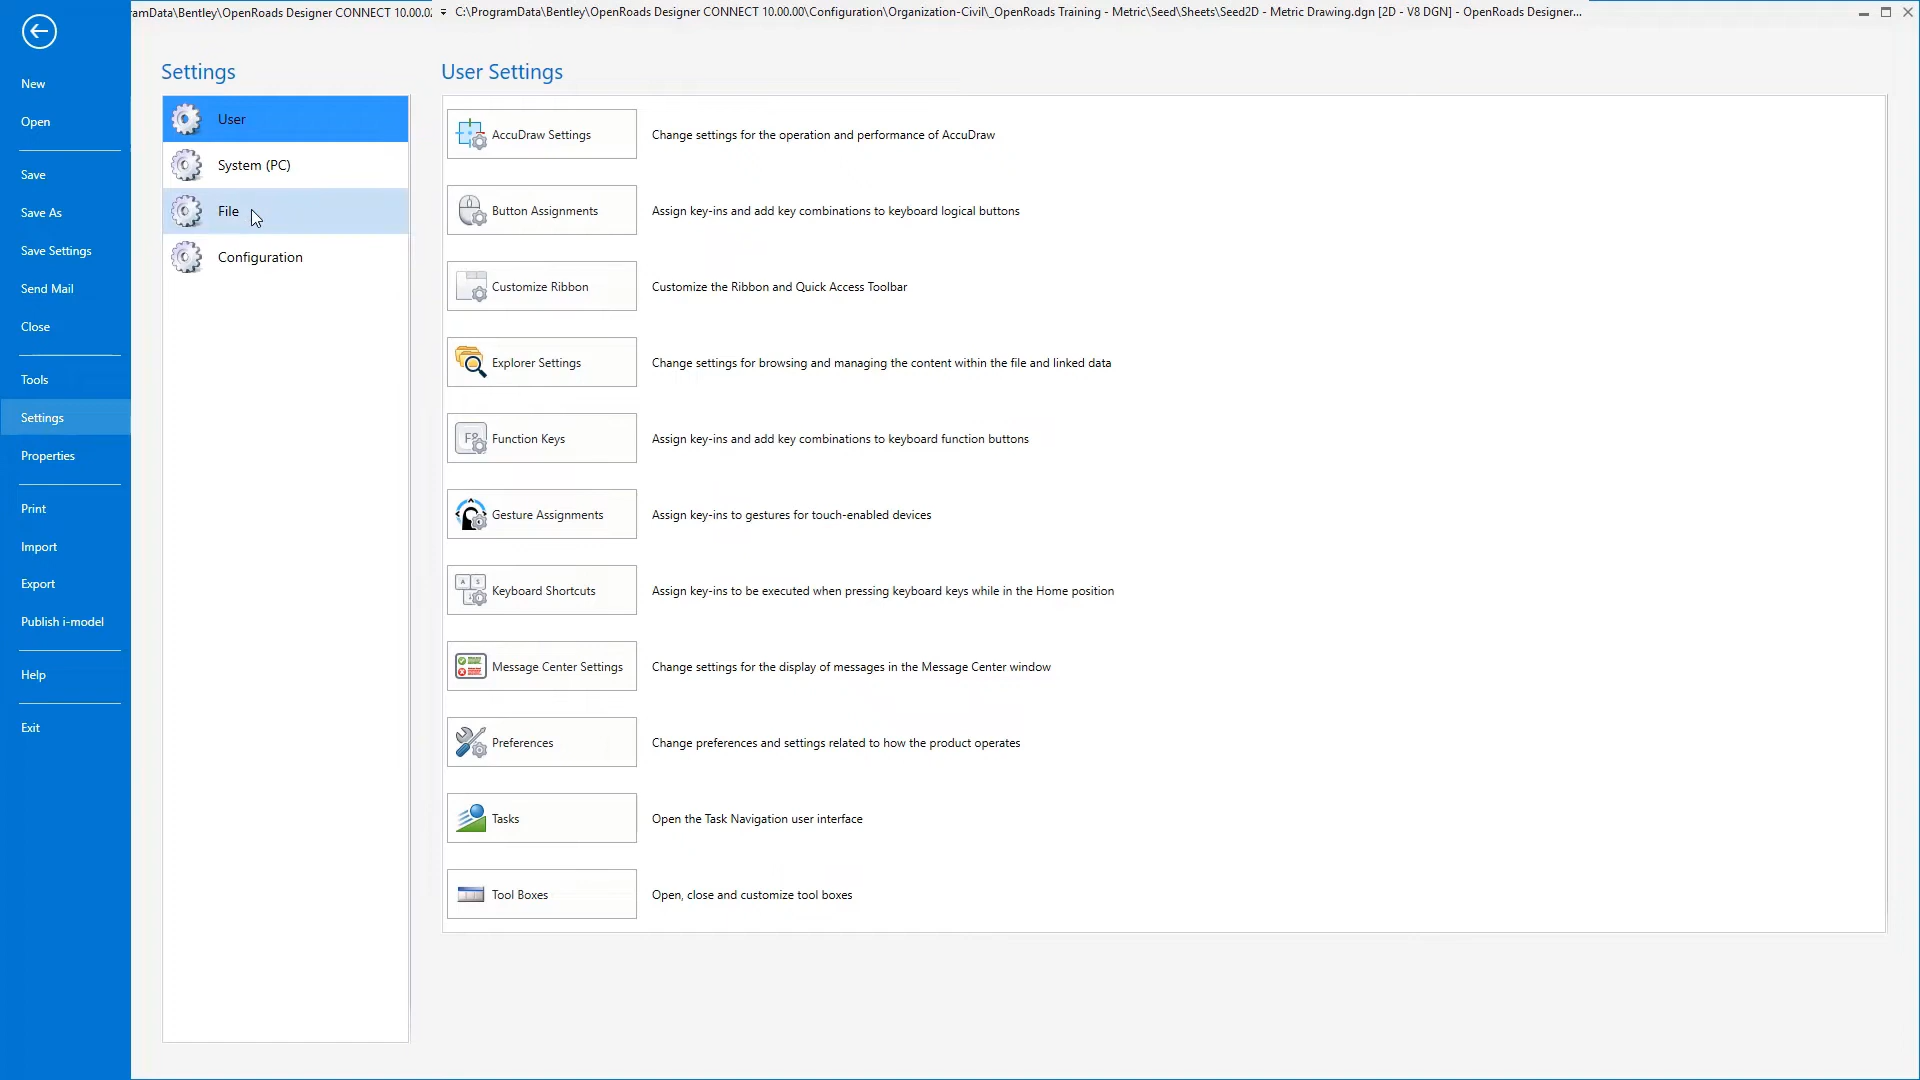 ramData\Bentley\OpenRoads Designer CONNECT 10.00.0
C:\ProgramData\Bentley\OpenRoads Designer CONNECT 10.00.00\Configuration\Organization-Civil\_OpenRoads Training - Metric\Seed\Sheets\Seed2D - Metric Drawing.dgn [2D - V8 DGN] - OpenRoads Designer...
New
Open
Save
Save As
Save Settings
Send Mail
Close
Tools
Settings
Properties
Print
Import
Export
Publish i-model
Help
Exit
Settings
User
System (PC)
File
Configuration
User Settings
AccuDraw Settings Change settings for the operation and performance of AccuDraw
Button Assignments Assign key-ins and add key combinations to keyboard logical buttons
Customize Ribbon Customize the Ribbon and Quick Access Toolbar
Explorer Settings Change settings for browsing and managing the content within the file and linked data
F8 Function Keys Assign key-ins and add key combinations to keyboard function buttons
Gesture Assignments Assign key-ins to gestures for touch-enabled devices
A S Keyboard Shortcuts Assign key-ins to be executed when pressing keyboard keys while in the Home position
Message Center Settings Change settings for the display of messages in the Message Center window
Preferences Change preferences and settings related to how the product operates
Tasks Open the Task Navigation user interface
Tool Boxes Open, close and customize tool boxes